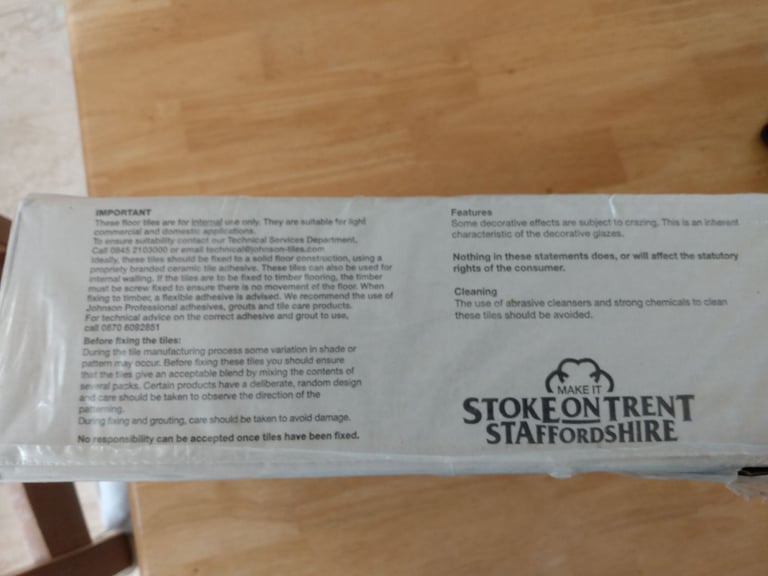 IMPORTANT
These floor tiles are for internal use only. They are suitable for light
commercial and domestic applications.
To ensure suitability contact our Technical Services Department,
Call 0845 2103000 or email technical@johnson-tiles.com
Ideally, these tiles should be fixed to a solid floor construction, using a
propriety branded ceramic tile adhesive. These tiles can also be used for
internal walling. If the tiles are to be fixed to timber flooring, the timber
must be screw fixed to ensure there is no movement of the floor. When
fixing to timber, a flexible adhesive is advised. We recommend the use of
Johnson Professional adhesives, grouts and tile care products.
For technical advice on the correct adhesive and grout to use,
call 0870 6092851
Before fixing the tiles:
During the tile manufacturing process some variation in shade or
pattern may occur. Before fixing these tiles you should ensure
that the tiles give an acceptable blend by mixing the contents of
several packs. Certain products have a deliberate, random design
and care should be taken to observe the direction of the
patterning.
During fixing and grouting, care should be taken to avoid damage.
No responsibility can be accepted once tiles have been fixed.
Features
Some decorative effects are subject to crazing. This is an inherent
characteristic of the decorative glazes.
Nothing in these statements does, or will affect the statutory
rights of the consumer.
Cleaning
The use of abrasive cleansers and strong chemicals to clean
these tiles should be avoided.
MAKE IT
STOKE ON TRENT
STAFFORDSHIRE